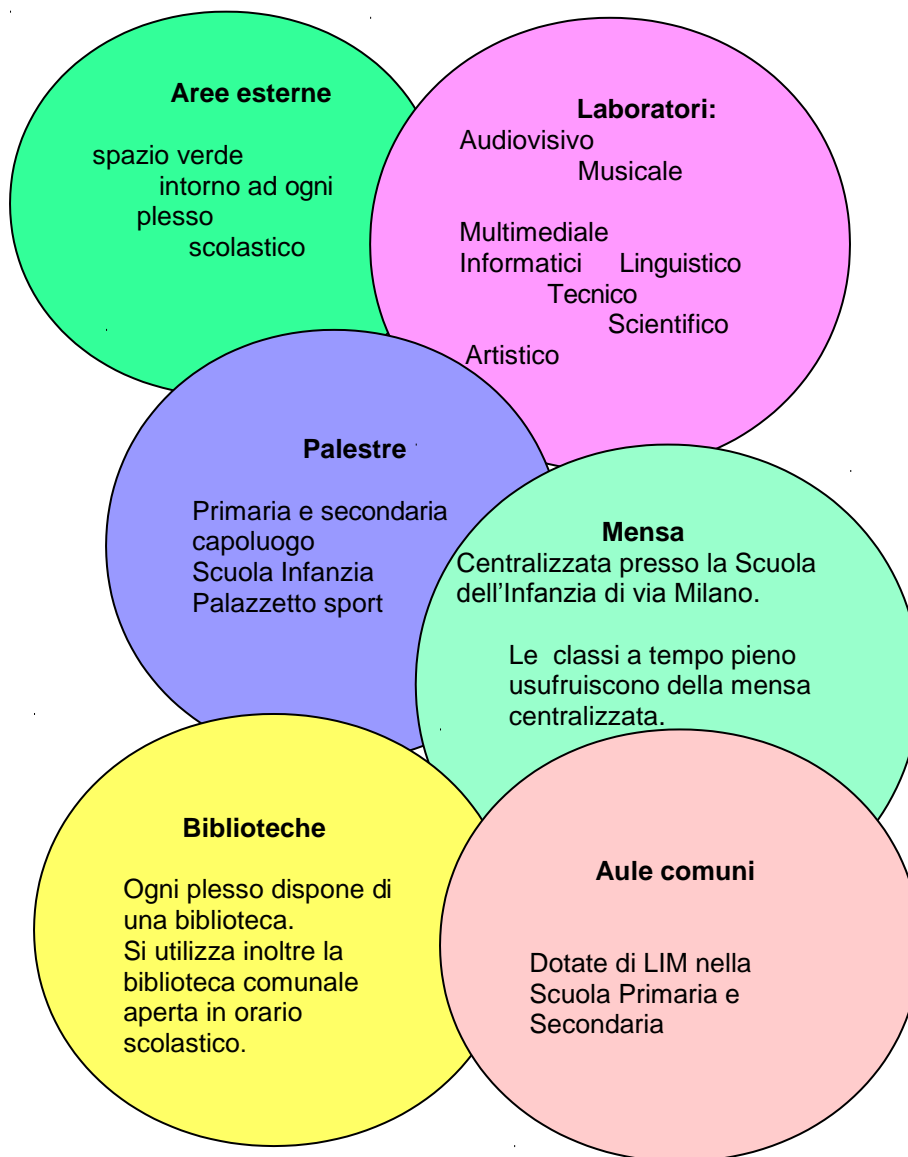 Aree esterne
spazio verde
intorno ad ogni
plesso
scolastico
Laboratori:
Audiovisivo
Musicale
Multimediale
Informatici Linguistico
Tecnico
Scientifico
Artistico
Palestre
Primaria e secondaria
capoluogo
Scuola Infanzia
Palazzetto sport
Mensa
Centralizzata presso la Scuola
dell'Infanzia di via Milano.
Le classi a tempo pieno
usufruiscono della mensa
centralizzata.
Biblioteche
Ogni plesso dispone di
una biblioteca.
Si utilizza inoltre la
biblioteca comunale
aperta in orario
scolastico.
Aule comuni
Dotate di LIM nella
Scuola Primaria e
Secondaria